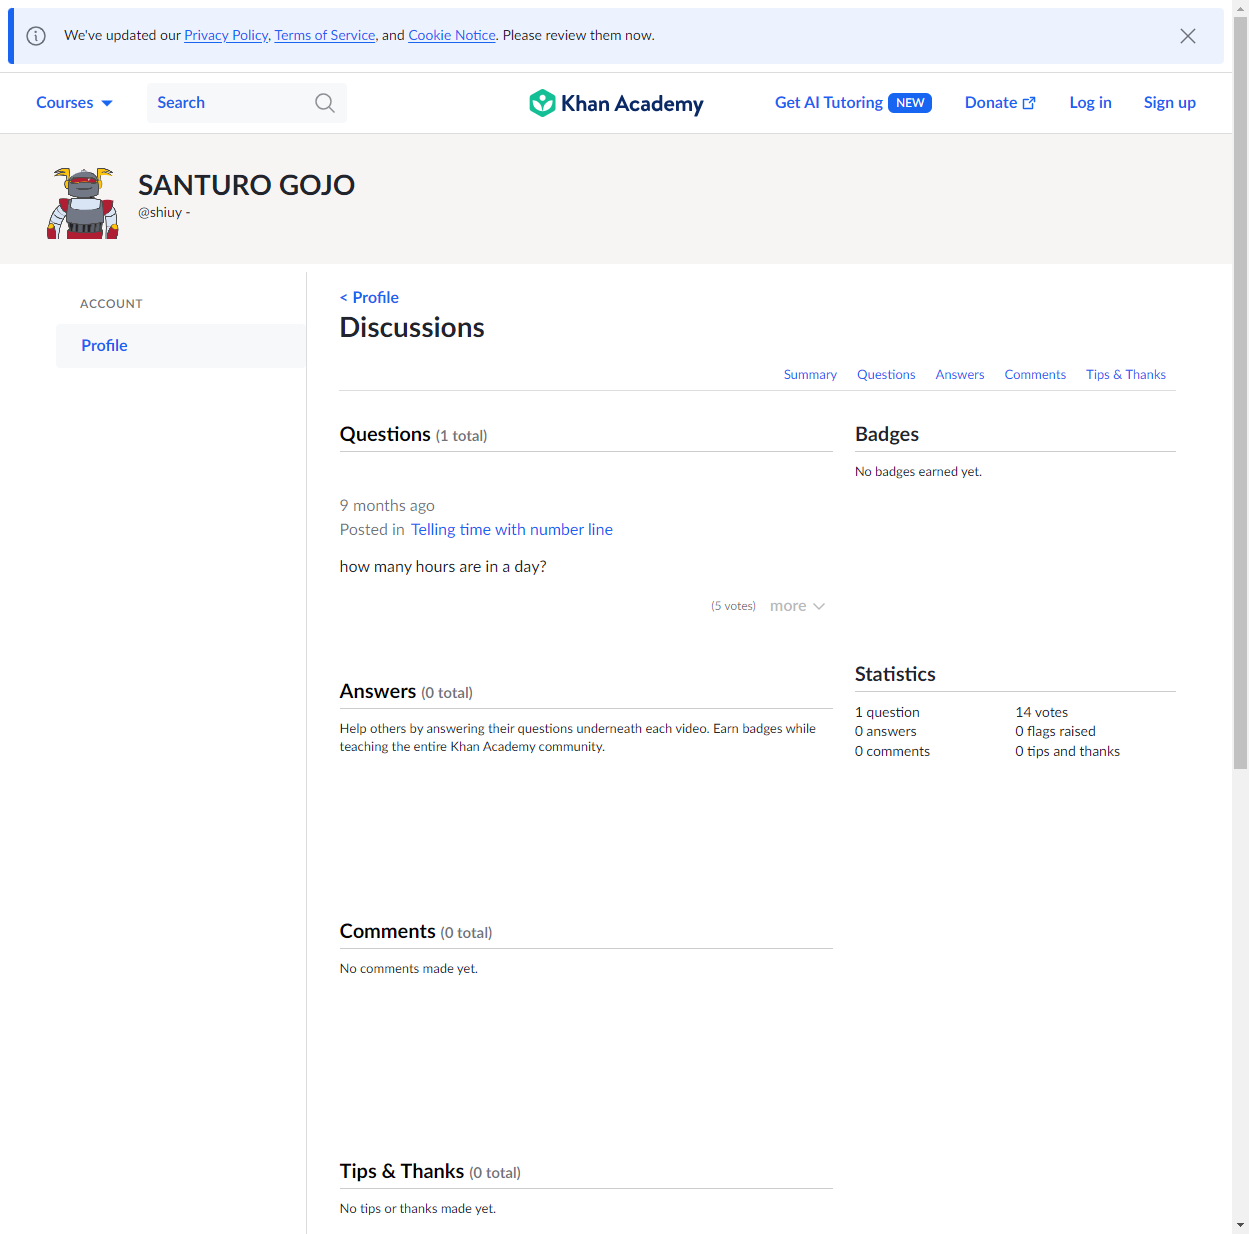 We've updated our Privacy Policy, Terms of Service, and Cookie Notice. Please review them now.
Courses
Search
Khan Academy
Get AI Tutoring NEW
Donate
Log in
Sign up
SANTURO GOJO
@shiuy -
ACCOUNT
Profile
< Profile
Discussions
Summary
Questions
Answers
Comments
Tips & Thanks
Questions (1 total)
9 months ago
Posted in Telling time with number line
how many hours are in a day?
(5 votes) more
Badges
No badges earned yet.
Answers (0 total)
Help others by answering their questions underneath each video. Earn badges while
teaching the entire Khan Academy community.
Statistics
1 question 14 votes
0 answers 0 flags raised
0 comments 0 tips and thanks
Comments (0 total)
No comments made yet.
Tips & Thanks (0 total)
No tips or thanks made yet.